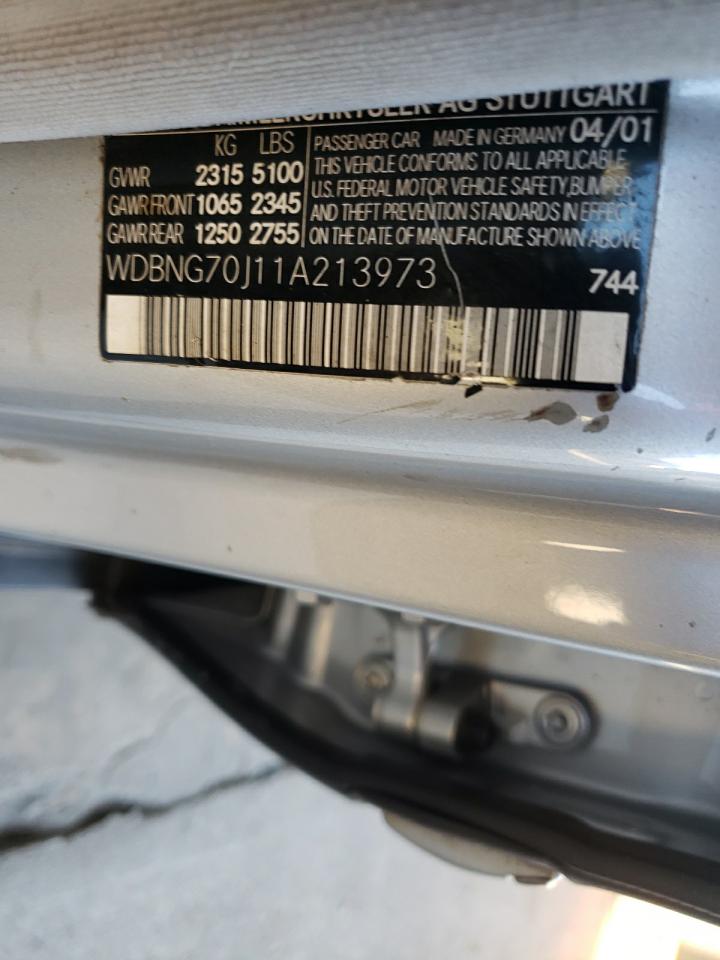 AG STUTTGART
KG LBS
GVWR 2315 5100
GAWR FRONT 1065 2345
GAWR REAR 1250 2755
PASSENGER CAR MADE IN GERMANY 04/01
THIS VEHICLE CONFORMS TO ALL APPLICABLE
U.S. FEDERAL MOTOR VEHICLE SAFETY, BUMPER
AND THEFT PREVENTION STANDARDS IN EFFECT
ON THE DATE OF MANUFACTURE SHOWN ABOVE
WDBNG70J11A213973 744